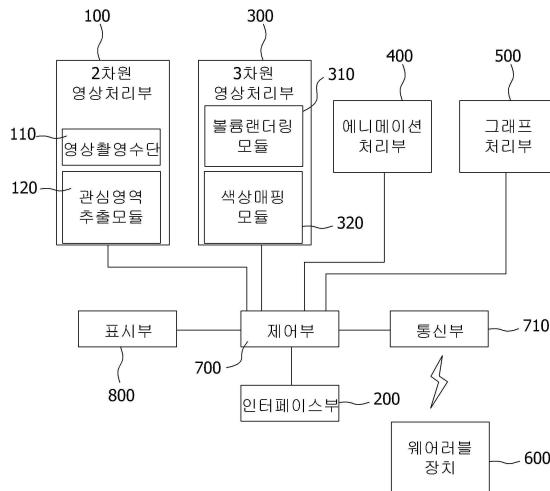 100
2차원
영상처리부
110
영상촬영수단
120
관심영역
추출모듈
300
3차원
영상처리부
310
볼륨랜더링
모듈
색상매핑
모듈
320
400
에니메이션
처리부
500
그래프
처리부
표시부
800
제어부
700
통신부
710
인터페이스부
200
웨어러블
장치
600